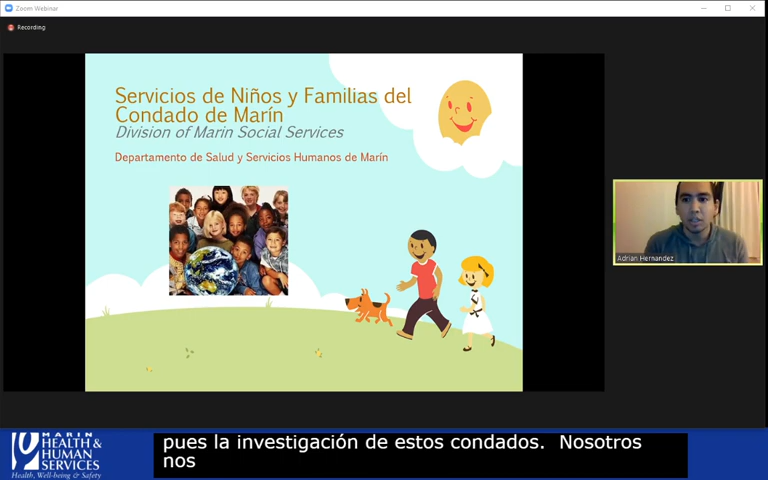 Zoom Webinar
Recording
Servicios de Niños y Familias del
Condado de Marín
Division of Marin Social Services
Departamento de Salud y Servicios Humanos de Marín
Adrian Hernandez
MARIN
HEALTH &
HUMAN
SERVICES
Health, Well-being & Safety
pues la investigación de estos condados. Nosotros
nos